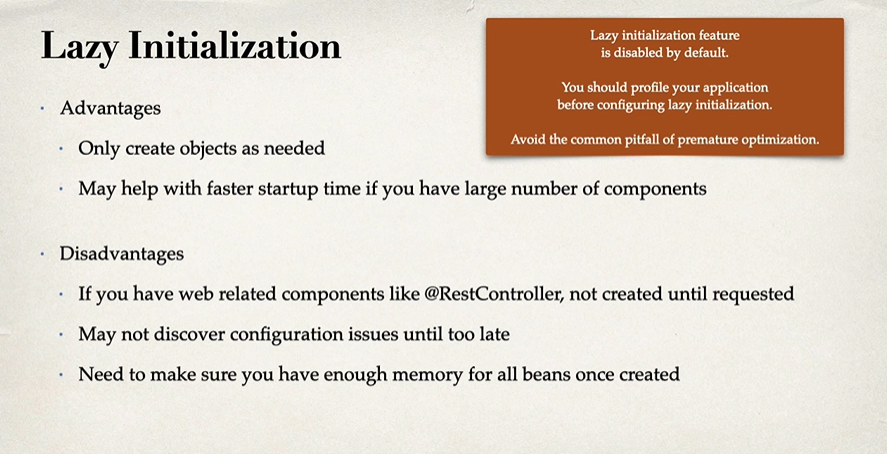 Lazy Initialization
Lazy initialization feature
is disabled by default.
You should profile your application
before configuring lazy initialization.
Avoid the common pitfall of premature optimization.
· Advantages
· Only create objects as needed
· May help with faster startup time if you have large number of components
· Disadvantages
· If you have web related components like @RestController, not created until requested
· May not discover configuration issues until too late
· Need to make sure you have enough memory for all beans once created